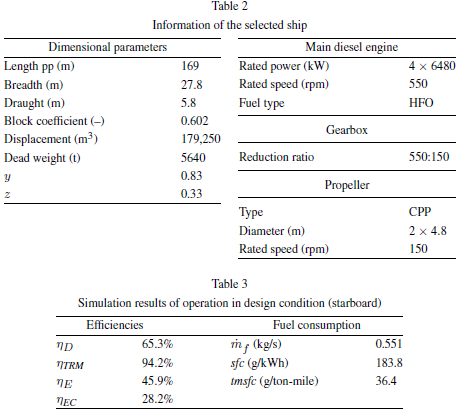 Table 2
Information of the selected ship
Dimensional parameters
Length pp (m) 169
Breadth (m) 27.8
Draught (m) 5.8
Block coefficient (–) 0.602
Displacement (m³) 179,250
Dead weight (t) 5640
y 0.83
z 0.33
Main diesel engine
Rated power (kW) 4 × 6480
Rated speed (rpm) 550
Fuel type HFO
Gearbox
Reduction ratio 550:150
Propeller
Type CPP
Diameter (m) 2 × 4.8
Rated speed (rpm) 150
Table 3
Simulation results of operation in design condition (starboard)
Efficiencies
ηD 65.3%
ηTRM 94.2%
ηE 45.9%
ηEC 28.2%
Fuel consumption
ṁf (kg/s) 0.551
sfc (g/kWh) 183.8
tmsfc (g/ton-mile) 36.4